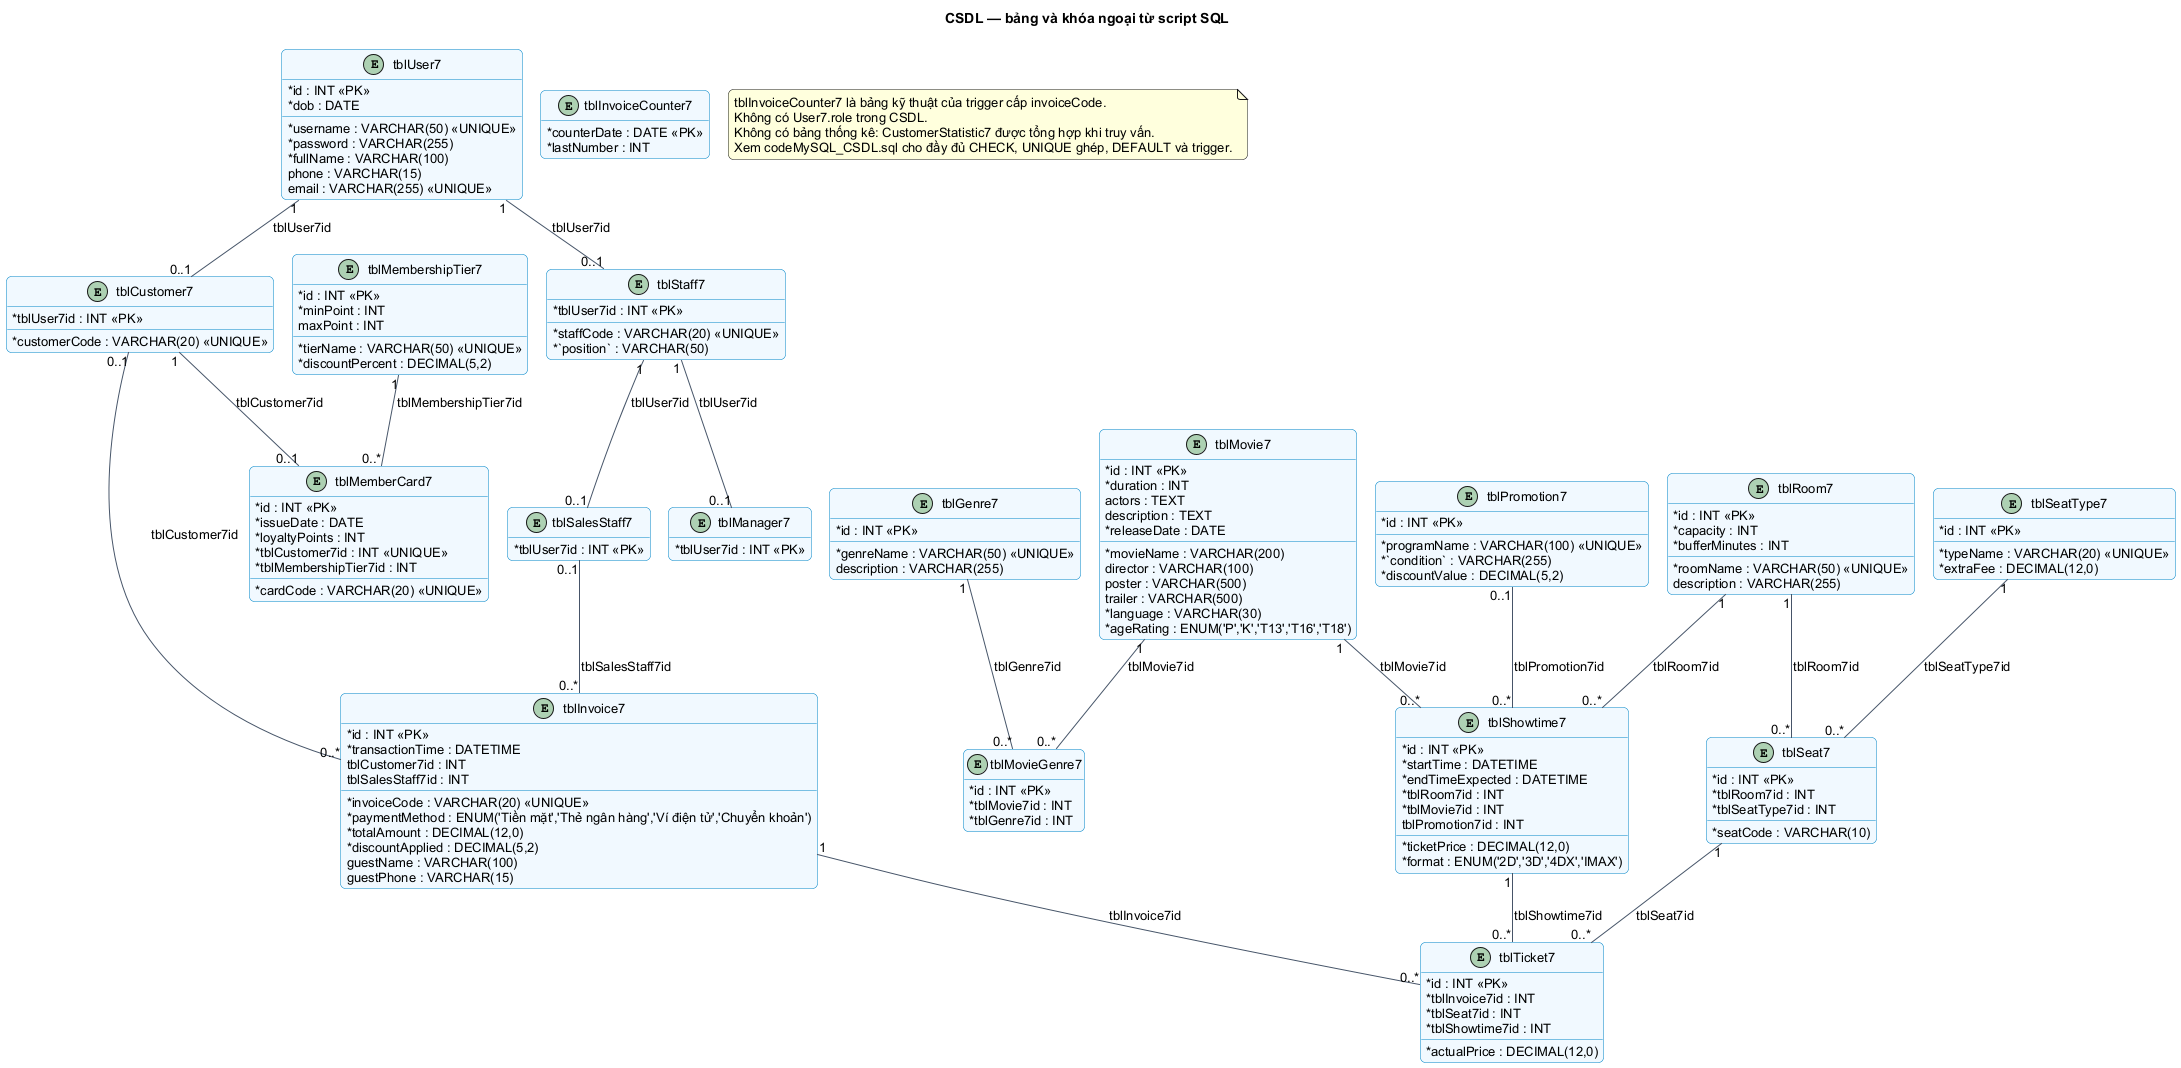 CSDL — bảng và khóa ngoại từ script SQL
E tblUser7
*id : INT «PK»
*dob : DATE
*username : VARCHAR(50) «UNIQUE»
*password : VARCHAR(255)
*fullName : VARCHAR(100)
phone : VARCHAR(15)
email : VARCHAR(255) «UNIQUE»
E tblInvoiceCounter7
*counterDate : DATE «PK»
*lastNumber : INT
tblInvoiceCounter7 là bảng kỹ thuật của trigger cấp invoiceCode.
Không có User7.role trong CSDL.
Không có bảng thống kê: CustomerStatistic7 được tổng hợp khi truy vấn.
Xem codeMySQL_CSDL.sql cho đầy đủ CHECK, UNIQUE ghép, DEFAULT và trigger.
1
1
tblUser7id
tblUser7id
0..1
0..1
E tblCustomer7
*tblUser7id : INT «PK»
*customerCode : VARCHAR(20) «UNIQUE»
E tblMembershipTier7
*id : INT «PK»
*minPoint : INT
maxPoint : INT
*tierName : VARCHAR(50) «UNIQUE»
*discountPercent : DECIMAL(5,2)
E tblStaff7
*tblUser7id : INT «PK»
*staffCode : VARCHAR(20) «UNIQUE»
*`position` : VARCHAR(50)
0..1
1
1
1
1
tblCustomer7id
tblMembershipTier7id
tblUser7id
tblUser7id
0..1
0..*
0..1
0..1
tblCustomer7id
E tblMemberCard7
*id : INT «PK»
*issueDate : DATE
*loyaltyPoints : INT
*tblCustomer7id : INT «UNIQUE»
*tblMembershipTier7id : INT
*cardCode : VARCHAR(20) «UNIQUE»
E tblSalesStaff7
*tblUser7id : INT «PK»
E tblManager7
*tblUser7id : INT «PK»
E tblGenre7
*id : INT «PK»
*genreName : VARCHAR(50) «UNIQUE»
description : VARCHAR(255)
E tblMovie7
*id : INT «PK»
*duration : INT
actors : TEXT
description : TEXT
*releaseDate : DATE
*movieName : VARCHAR(200)
director : VARCHAR(100)
poster : VARCHAR(500)
trailer : VARCHAR(500)
*language : VARCHAR(30)
*ageRating : ENUM('P','K','T13','T16','T18')
E tblPromotion7
*id : INT «PK»
*programName : VARCHAR(100) «UNIQUE»
*`condition` : VARCHAR(255)
*discountValue : DECIMAL(5,2)
E tblRoom7
*id : INT «PK»
*capacity : INT
*bufferMinutes : INT
*roomName : VARCHAR(50) «UNIQUE»
description : VARCHAR(255)
E tblSeatType7
*id : INT «PK»
*typeName : VARCHAR(20) «UNIQUE»
*extraFee : DECIMAL(12,0)
0..1
1
1
1
0..1
1
1
1
tblSalesStaff7id
tblGenre7id
tblMovie7id
tblMovie7id
tblPromotion7id
tblRoom7id
tblRoom7id
tblSeatType7id
0..*
0..*
0..*
0..*
0..*
0..*
0..*
0..*
0..*
E tblInvoice7
*id : INT «PK»
*transactionTime : DATETIME
tblCustomer7id : INT
tblSalesStaff7id : INT
*invoiceCode : VARCHAR(20) «UNIQUE»
*paymentMethod : ENUM('Tiền mặt','Thẻ ngân hàng','Ví điện tử','Chuyển khoản')
*totalAmount : DECIMAL(12,0)
*discountApplied : DECIMAL(5,2)
guestName : VARCHAR(100)
guestPhone : VARCHAR(15)
E tblMovieGenre7
*id : INT «PK»
*tblMovie7id : INT
*tblGenre7id : INT
E tblShowtime7
*id : INT «PK»
*startTime : DATETIME
*endTimeExpected : DATETIME
*tblRoom7id : INT
*tblMovie7id : INT
tblPromotion7id : INT
*ticketPrice : DECIMAL(12,0)
*format : ENUM('2D','3D','4DX','IMAX')
E tblSeat7
*id : INT «PK»
*tblRoom7id : INT
*tblSeatType7id : INT
*seatCode : VARCHAR(10)
1
1
1
tblInvoice7id
tblShowtime7id
tblSeat7id
0..*
0..*
0..*
E tblTicket7
*id : INT «PK»
*tblInvoice7id : INT
*tblSeat7id : INT
*tblShowtime7id : INT
*actualPrice : DECIMAL(12,0)